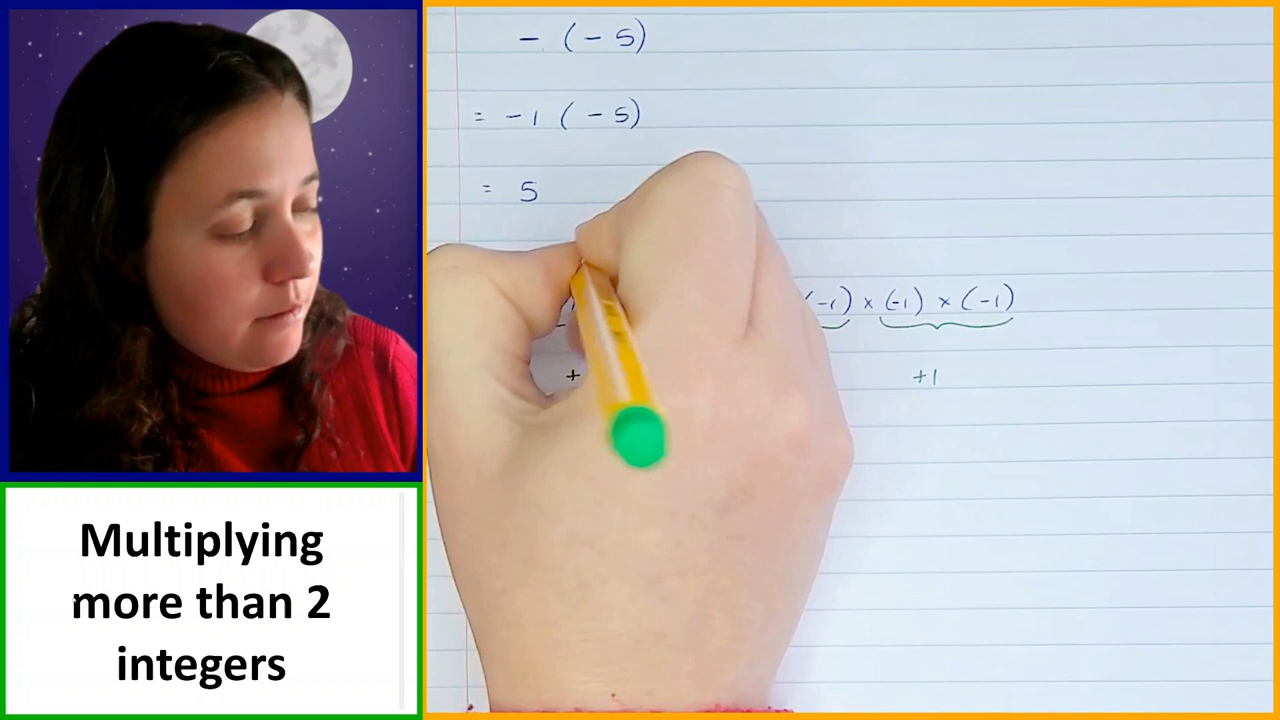 - (- 5)
= -1 (- 5)
= 5
(-1) × (-1) × (-1)
+ +1
Multiplying
more than 2
integers